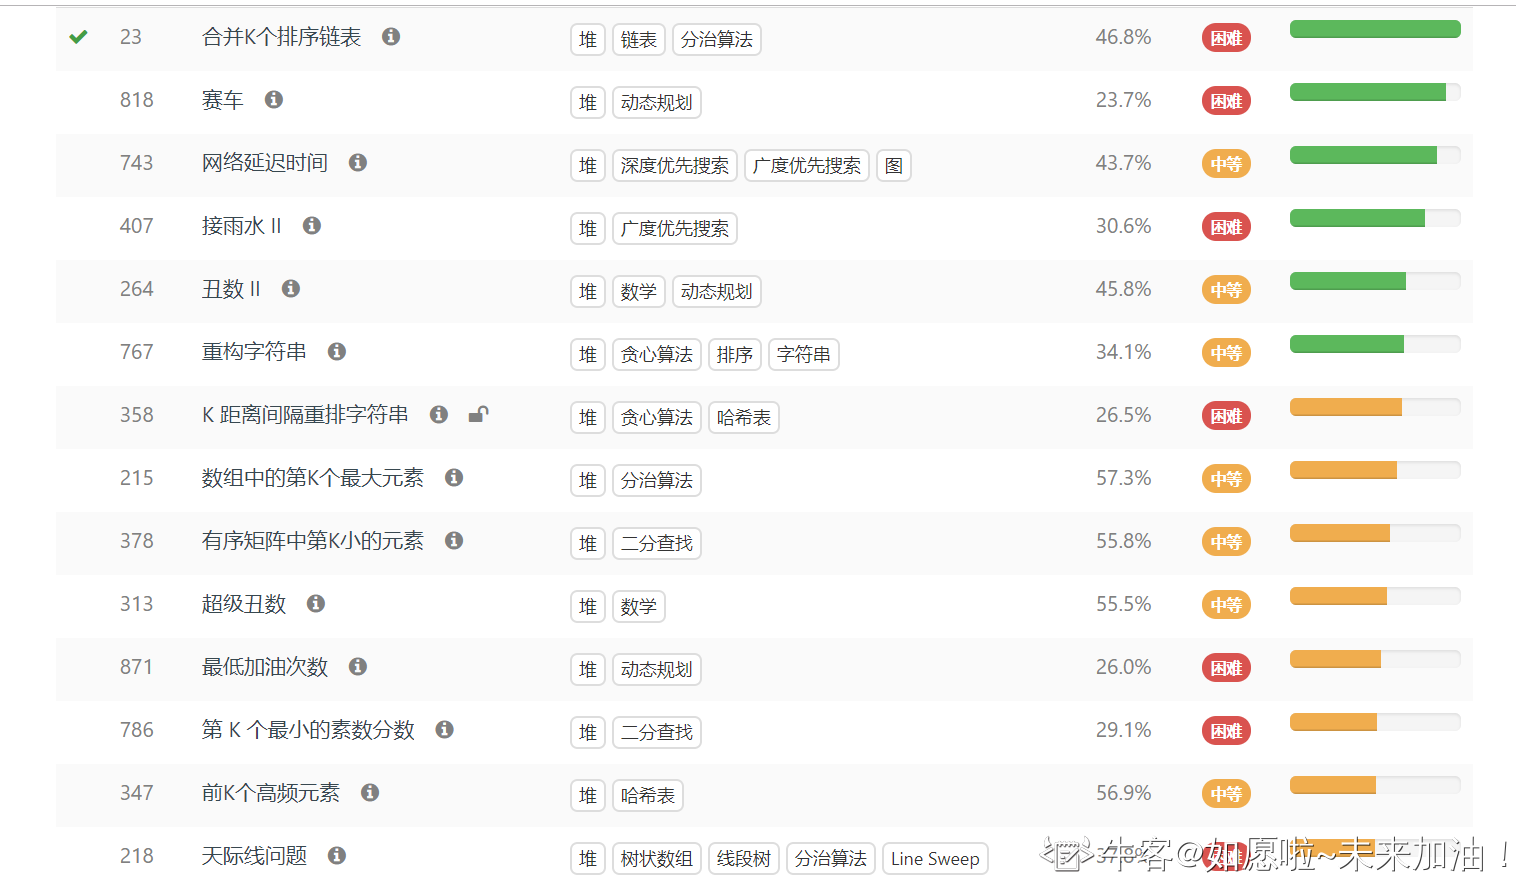 23 合并K个排序链表 堆 链表 分治算法 46.8% 困难
818 赛车 堆 动态规划 23.7% 困难
743 网络延迟时间 堆 深度优先搜索 广度优先搜索 图 43.7% 中等
407 接雨水 II 堆 广度优先搜索 30.6% 困难
264 丑数 II 堆 数学 动态规划 45.8% 中等
767 重构字符串 堆 贪心算法 排序 字符串 34.1% 中等
358 K 距离间隔重排字符串 堆 贪心算法 哈希表 26.5% 困难
215 数组中的第K个最大元素 堆 分治算法 57.3% 中等
378 有序矩阵中第K小的元素 堆 二分查找 55.8% 中等
313 超级丑数 堆 数学 55.5% 中等
871 最低加油次数 堆 动态规划 26.0% 困难
786 第 K 个最小的素数分数 堆 二分查找 29.1% 困难
347 前K个高频元素 堆 哈希表 56.9% 中等
218 天际线问题 堆 树状数组 线段树 分治算法 Line Sweep
牛客@如愿啦~未来加油！